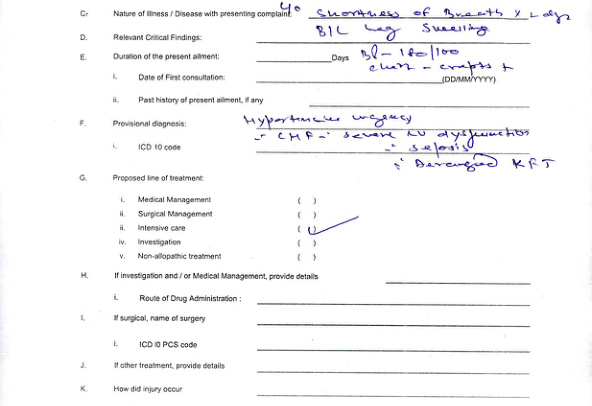 C. Nature of Illness / Disease with presenting complaint: c/o Shortness of Breath x 2 days
D. Relevant Critical Findings: B/L Leg Swelling
E. Duration of the present ailment: Days BP - 180/100
chest - crepts +
i. Date of First consultation: (DD/MM/YYYY)
ii. Past history of present ailment, if any
F. Provisional diagnosis: Hypertensive urgency
- CHF - severe LV dysfunction
i. ICD 10 code - sepsis
Deranged KFT
G. Proposed line of treatment:
i. Medical Management ( )
ii. Surgical Management ( )
ii. Intensive care ( ✓ )
iv. Investigation ( )
v. Non-allopathic treatment ( )
H. If investigation and / or Medical Management, provide details
i. Route of Drug Administration :
I. If surgical, name of surgery
i. ICD I0 PCS code
J. If other treatment, provide details
K. How did injury occur